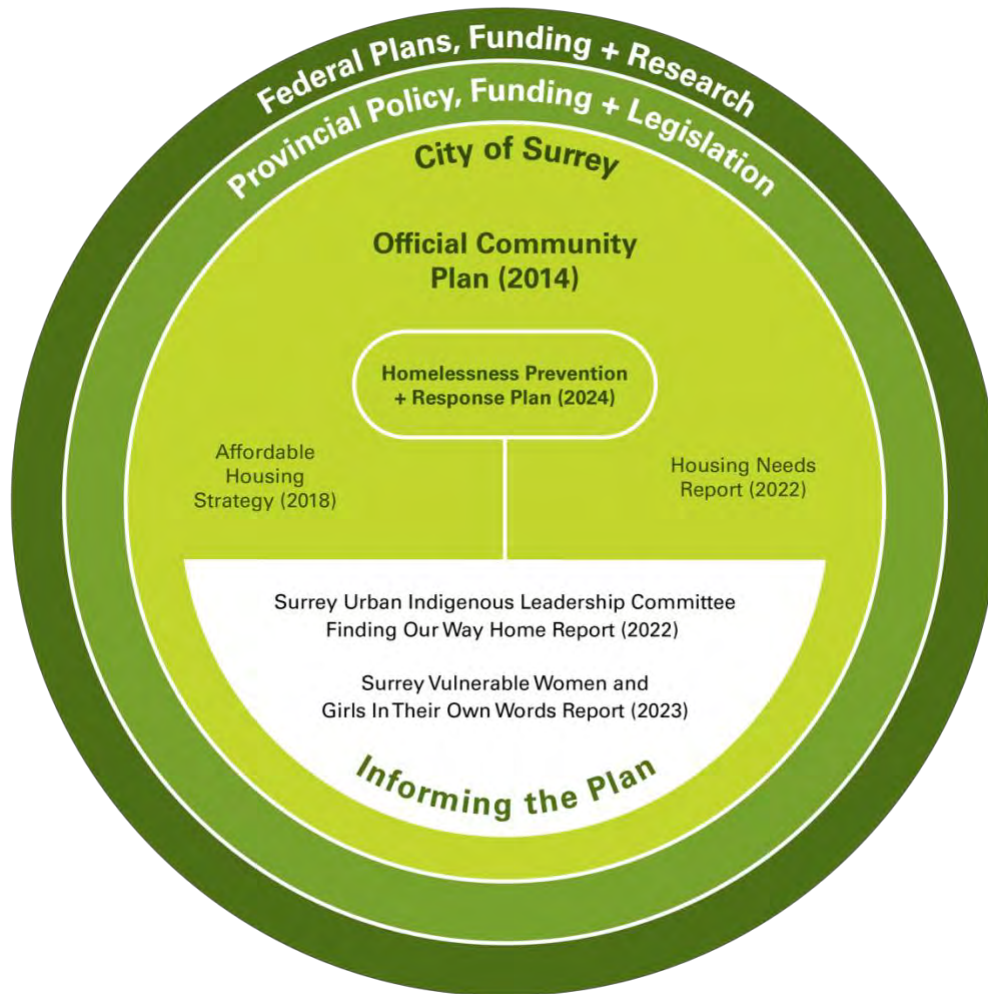 Federal Plans, Funding + Research
Provincial Policy, Funding + Legislation
City of Surrey
Official Community
Plan (2014)
Homelessness Prevention
+ Response Plan (2024)
Affordable
Housing
Strategy (2018)
Housing Needs
Report (2022)
Surrey Urban Indigenous Leadership Committee
Finding Our Way Home Report (2022)
Surrey Vulnerable Women and
Girls In Their Own Words Report (2023)
Informing the Plan